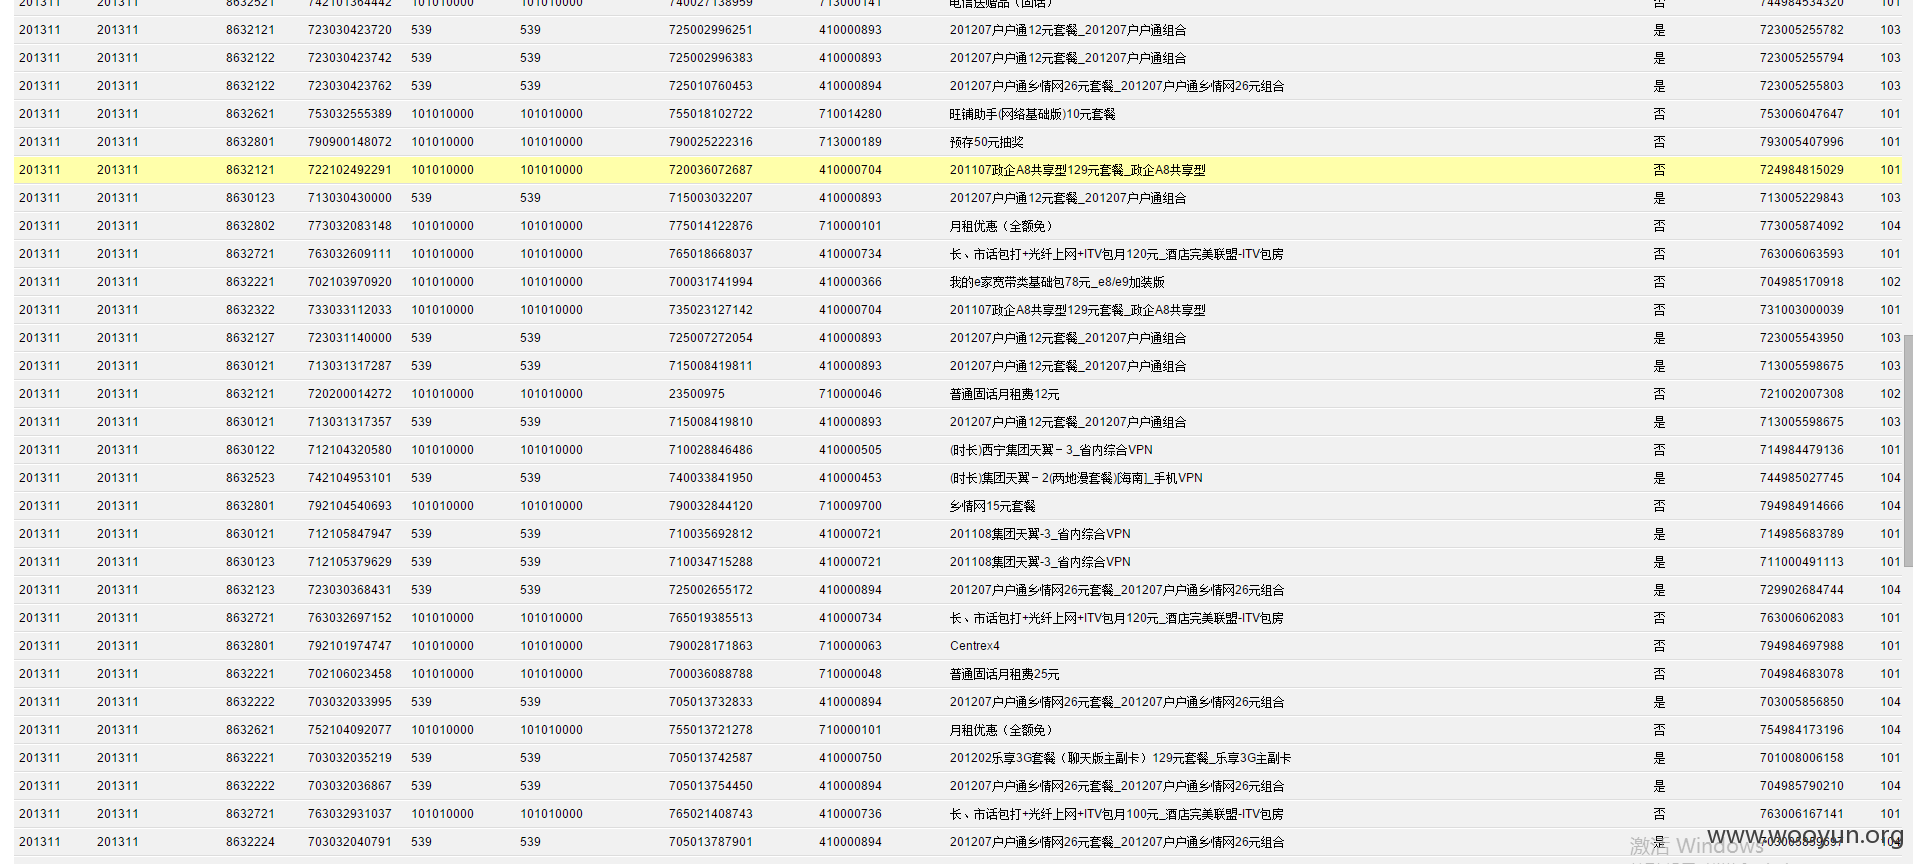 201311 201311 8632521 742101364442 101010000 101010000 740027138959 713000141 电信送赠品（固话） 否 744984534320 101
201311 201311 8632121 723030423720 539 539 725002996251 410000893 201207户户通12元套餐_201207户户通组合 是 723005255782 103
201311 201311 8632122 723030423742 539 539 725002996383 410000893 201207户户通12元套餐_201207户户通组合 是 723005255794 103
201311 201311 8632122 723030423762 539 539 725010760453 410000894 201207户户通乡情网26元套餐_201207户户通乡情网26元组合 是 723005255803 103
201311 201311 8632621 753032555389 101010000 101010000 755018102722 710014280 旺铺助手(网络基础版)10元套餐 否 753006047647 101
201311 201311 8632801 790900148072 101010000 101010000 790025222316 713000189 预存50元抽奖 否 793005407996 101
201311 201311 8632121 722102492291 101010000 101010000 720036072687 410000704 201107政企A8共享型129元套餐_政企A8共享型 否 724984815029 101
201311 201311 8630123 713030430000 539 539 715003032207 410000893 201207户户通12元套餐_201207户户通组合 是 713005229843 103
201311 201311 8632802 773032083148 101010000 101010000 775014122876 710000101 月租优惠（全额免） 否 773005874092 104
201311 201311 8632721 763032609111 101010000 101010000 765018668037 410000734 长、市话包打+光纤上网+ITV包月120元_酒店完美联盟-ITV包房 否 763006063593 101
201311 201311 8632221 702103970920 101010000 101010000 700031741994 410000366 我的e家宽带类基础包78元_e8/e9加装版 否 704985170918 102
201311 201311 8632322 733033112033 101010000 101010000 735023127142 410000704 201107政企A8共享型129元套餐_政企A8共享型 否 731003000039 101
201311 201311 8632127 723031140000 539 539 725007272054 410000893 201207户户通12元套餐_201207户户通组合 是 723005543950 103
201311 201311 8630121 713031317287 539 539 715008419811 410000893 201207户户通12元套餐_201207户户通组合 是 713005598675 103
201311 201311 8632121 720200014272 101010000 101010000 23500975 710000046 普通固话月租费12元 否 721002007308 102
201311 201311 8630121 713031317357 539 539 715008419810 410000893 201207户户通12元套餐_201207户户通组合 是 713005598675 103
201311 201311 8630122 712104320580 101010000 101010000 710028846486 410000505 (时长)西宁集团天翼－3_省内综合VPN 否 714984479136 101
201311 201311 8632523 742104953101 539 539 740033841950 410000453 (时长)集团天翼－2(两地漫套餐)[海南]_手机VPN 是 744985027745 104
201311 201311 8632801 792104540693 101010000 101010000 790032844120 710009700 乡情网15元套餐 否 794984914666 104
201311 201311 8630121 712105847947 539 539 710035692812 410000721 201108集团天翼-3_省内综合VPN 是 714985683789 101
201311 201311 8630123 712105379629 539 539 710034715288 410000721 201108集团天翼-3_省内综合VPN 是 711000491113 101
201311 201311 8632123 723030368431 539 539 725002655172 410000894 201207户户通乡情网26元套餐_201207户户通乡情网26元组合 是 729902684744 104
201311 201311 8632721 763032697152 101010000 101010000 765019385513 410000734 长、市话包打+光纤上网+ITV包月120元_酒店完美联盟-ITV包房 否 763006062083 101
201311 201311 8632801 792101974747 101010000 101010000 790028171863 710000063 Centrex4 否 794984697988 101
201311 201311 8632221 702106023458 101010000 101010000 700036088788 710000048 普通固话月租费25元 否 704984683078 101
201311 201311 8632222 703032033995 539 539 705013732833 410000894 201207户户通乡情网26元套餐_201207户户通乡情网26元组合 是 703005856850 104
201311 201311 8632621 752104092077 101010000 101010000 755013721278 710000101 月租优惠（全额免） 否 754984173196 104
201311 201311 8632221 703032035219 539 539 705013742587 410000750 201202乐享3G套餐（聊天版主副卡）129元套餐_乐享3G主副卡 是 701008006158 101
201311 201311 8632222 703032036867 539 539 705013754450 410000894 201207户户通乡情网26元套餐_201207户户通乡情网26元组合 是 704985790210 104
201311 201311 8632721 763032931037 101010000 101010000 765021408743 410000736 长、市话包打+光纤上网+ITV包月100元_酒店完美联盟-ITV包房 否 763006167141 101
201311 201311 8632224 703032040791 539 539 705013787901 410000894 201207户户通乡情网26元套餐_201207户户通乡情网26元组合 是 104
www.wooyun.org
激活 Windows